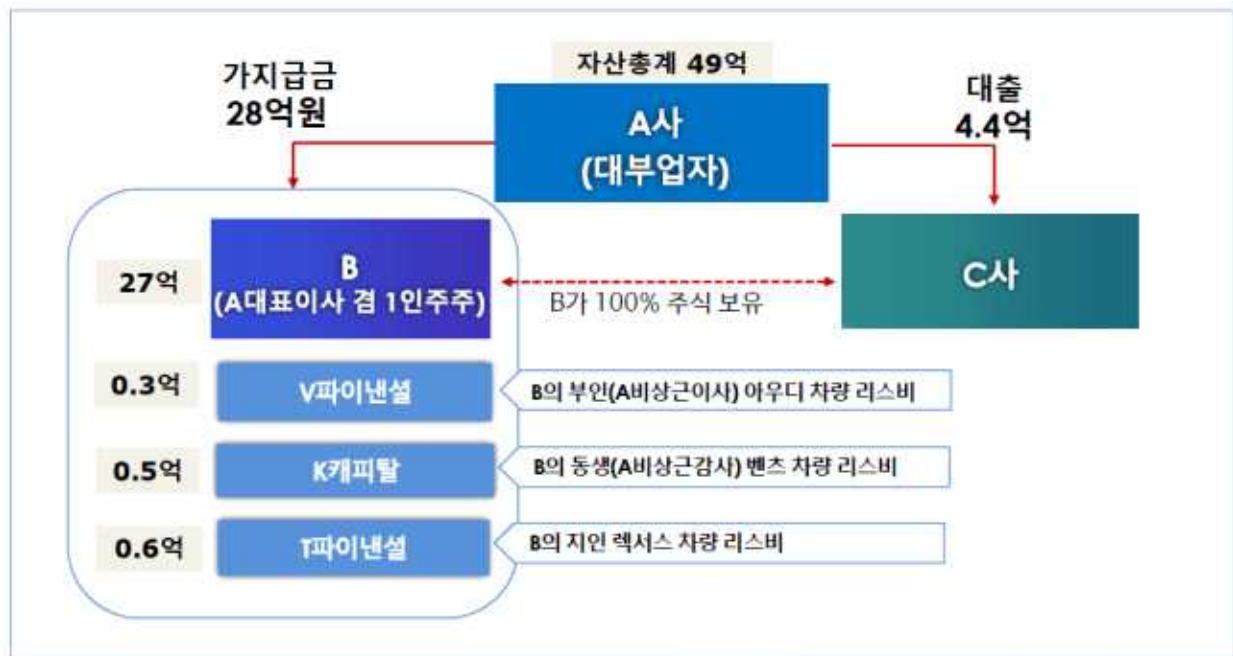 자산총계 49억
가지급금
28억원
A사
(대부업자)
대출
4.4억
27억
B
(A대표이사 겸 1인주주)
B가 100% 주식 보유
C사
0.3억
V파이낸셜
B의 부인(A비상근이사) 아우디 차량 리스비
0.5억
K캐피탈
B의 동생(A비상근감사) 벤츠 차량 리스비
0.6억
T파이낸셜
B의 지인 렉서스 차량 리스비